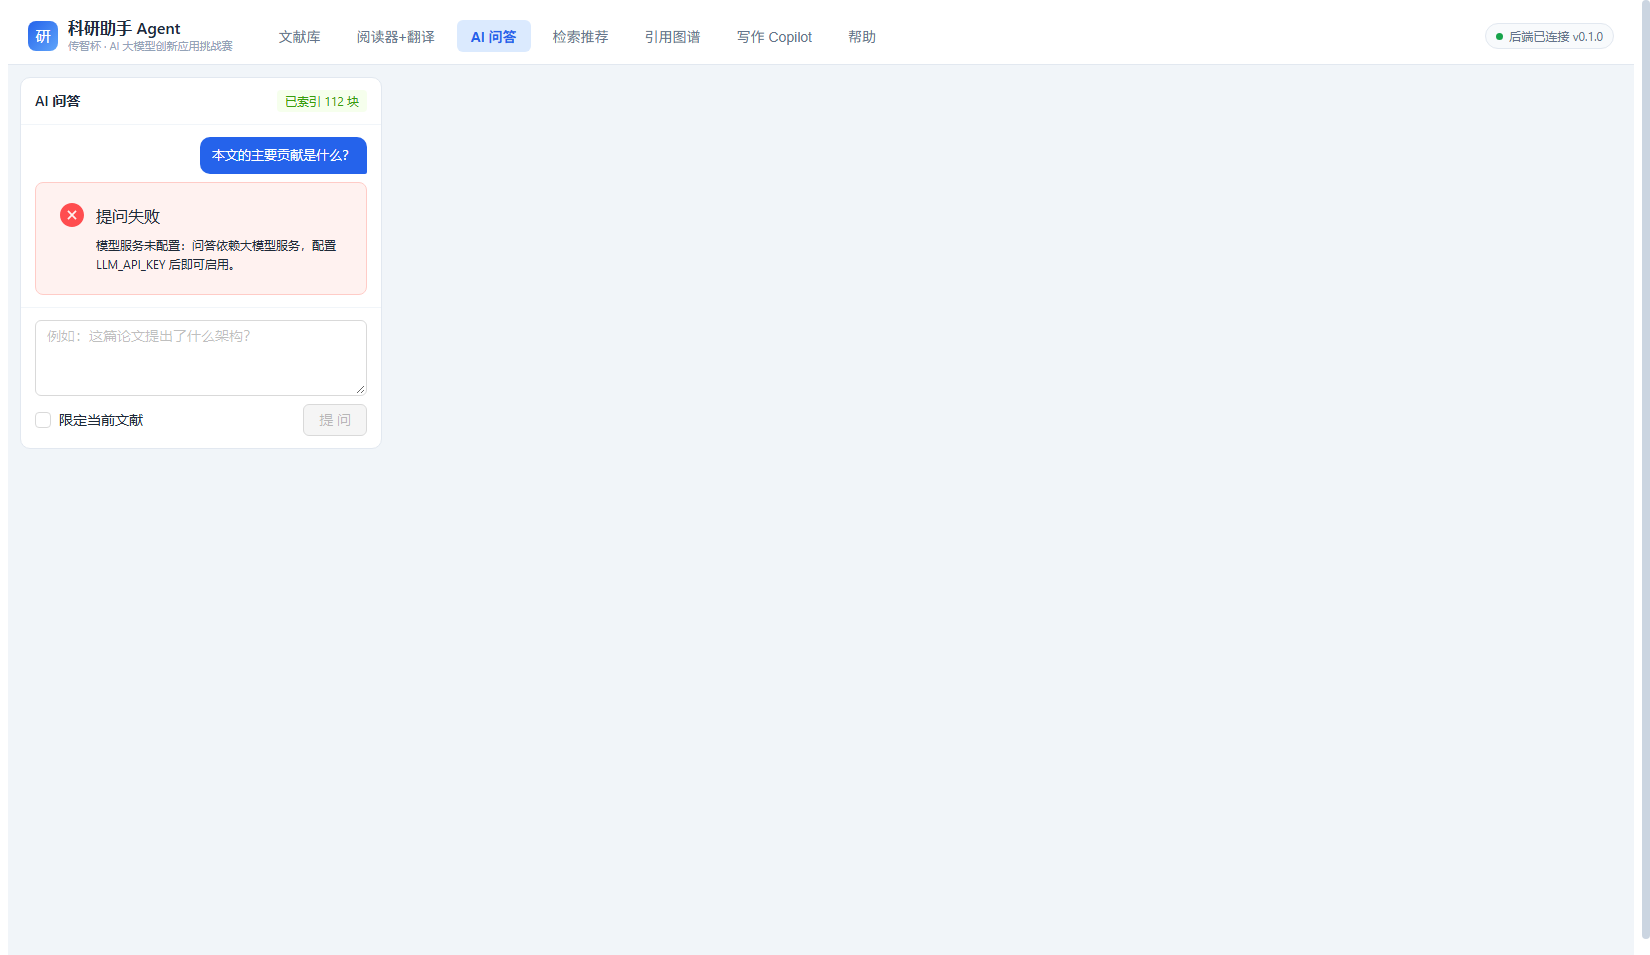 研
科研助手 Agent
传智杯 · AI 大模型创新应用挑战赛
文献库
阅读器+翻译
AI 问答
检索推荐
引用图谱
写作 Copilot
帮助
后端已连接 v0.1.0
AI 问答
已索引 112 块
本文的主要贡献是什么？
提问失败
模型服务未配置：问答依赖大模型服务，配置
LLM_API_KEY 后即可启用。
例如：这篇论文提出了什么架构？
限定当前文献
提 问